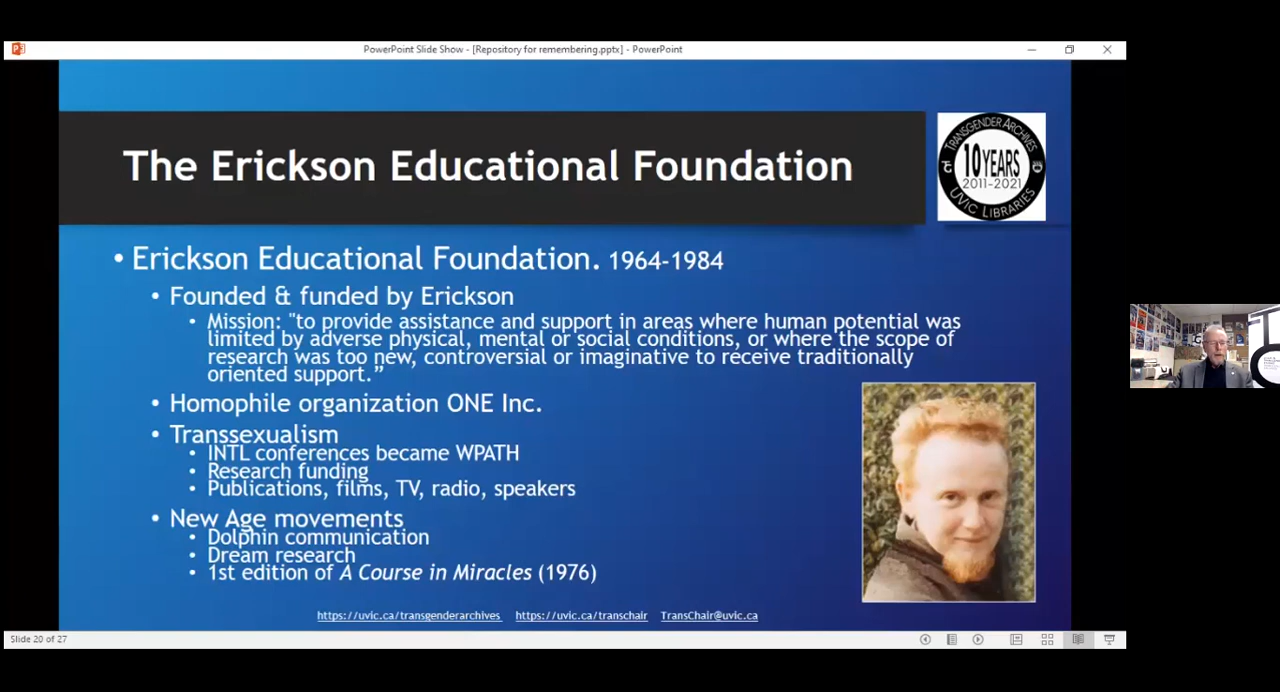 PowerPoint Slide Show - [Repository for remembering.pptx] - PowerPoint
The Erickson Educational Foundation
TRANSGENDER ARCHIVES
10 YEARS
2011-2021
UVIC LIBRARIES
• Erickson Educational Foundation. 1964-1984
• Founded & funded by Erickson
• Mission: "to provide assistance and support in areas where human potential was
limited by adverse physical, mental or social conditions, or where the scope of
research was too new, controversial or imaginative to receive traditionally
oriented support.”
• Homophile organization ONE Inc.
• Transsexualism
• INTL conferences became WPATH
• Research funding
• Publications, films, TV, radio, speakers
• New Age movements
• Dolphin communication
• Dream research
• 1st edition of A Course in Miracles (1976)
https://uvic.ca/transgenderarchives https://uvic.ca/transchair TransChair@uvic.ca
Slide 20 of 27